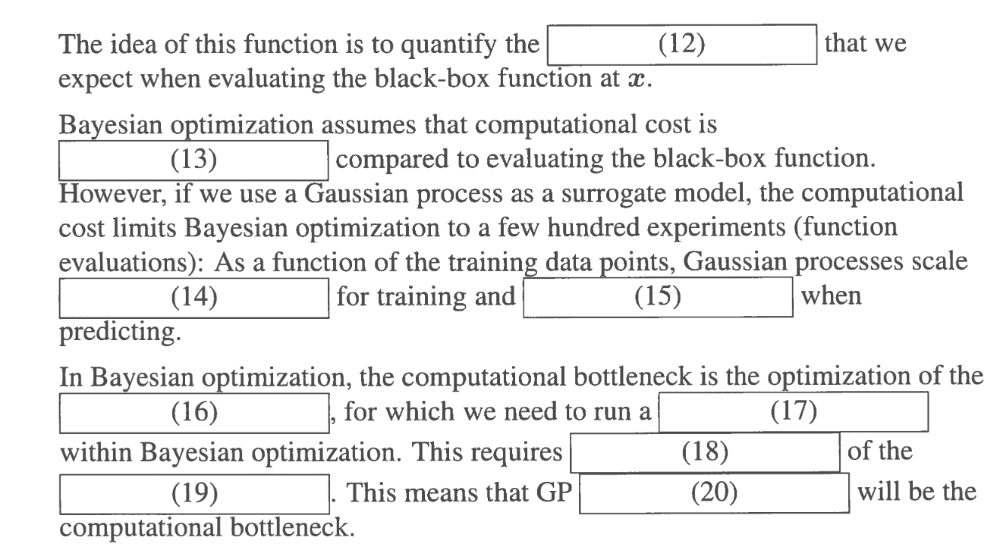 The idea of this function is to quantify the (12) that we
expect when evaluating the black-box function at x.
Bayesian optimization assumes that computational cost is
(13) compared to evaluating the black-box function.
However, if we use a Gaussian process as a surrogate model, the computational
cost limits Bayesian optimization to a few hundred experiments (function
evaluations): As a function of the training data points, Gaussian processes scale
(14) for training and (15) when
predicting.
In Bayesian optimization, the computational bottleneck is the optimization of the
(16), for which we need to run a (17)
within Bayesian optimization. This requires (18) of the
(19). This means that GP (20) will be the
computational bottleneck.